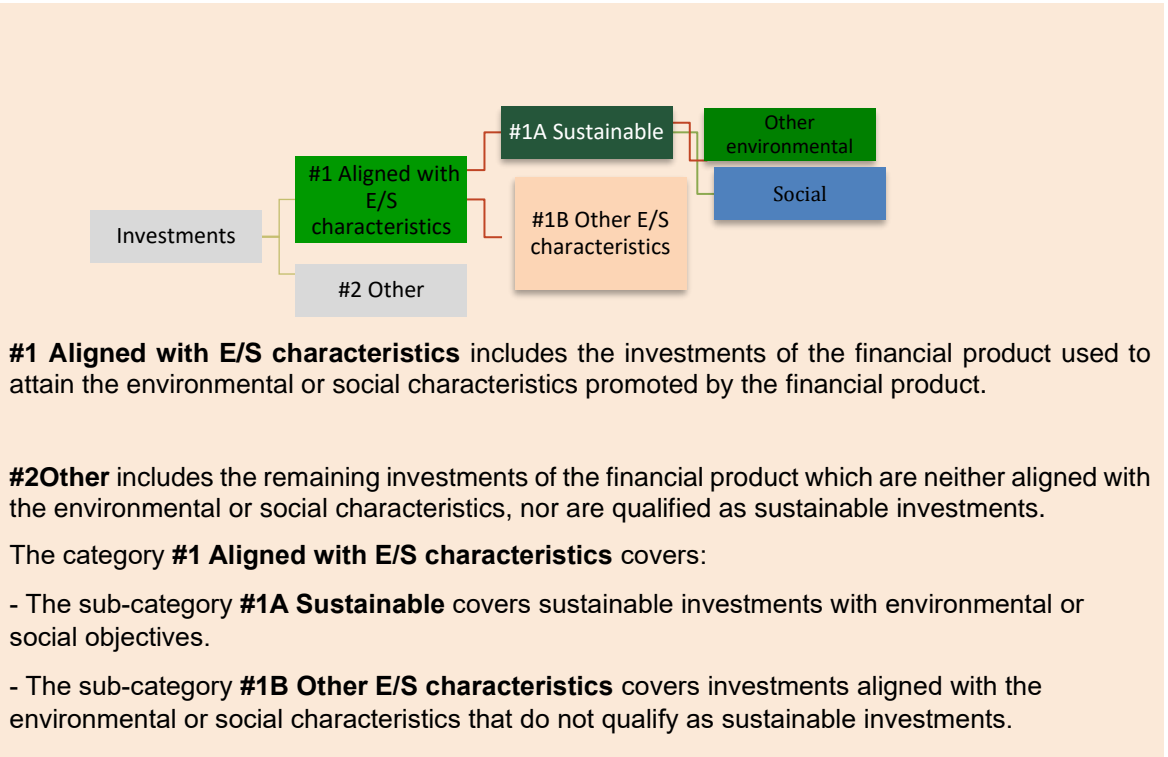 #1A Sustainable
Other
environmental
#1 Aligned with
E/S
characteristics
Social
#1B Other E/S
characteristics
Investments
#2 Other
#1 Aligned with E/S characteristics includes the investments of the financial product used to
attain the environmental or social characteristics promoted by the financial product.
#2Other includes the remaining investments of the financial product which are neither aligned with
the environmental or social characteristics, nor are qualified as sustainable investments.
The category #1 Aligned with E/S characteristics covers:
- The sub-category #1A Sustainable covers sustainable investments with environmental or
social objectives.
- The sub-category #1B Other E/S characteristics covers investments aligned with the
environmental or social characteristics that do not qualify as sustainable investments.